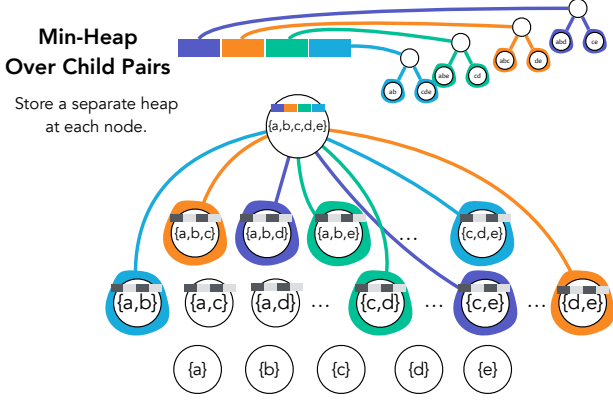 Min-Heap
Over Child Pairs
Store a separate heap
at each node.
abd ce
abc de
abe cd
ab cde
{a,b,c,d,e}
{a,b,c} {a,b,d} {a,b,e} ... {c,d,e}
{a,b} {a,c} {a,d} ... {c,d} ... {c,e} ... {d,e}
{a} {b} {c} {d} {e}